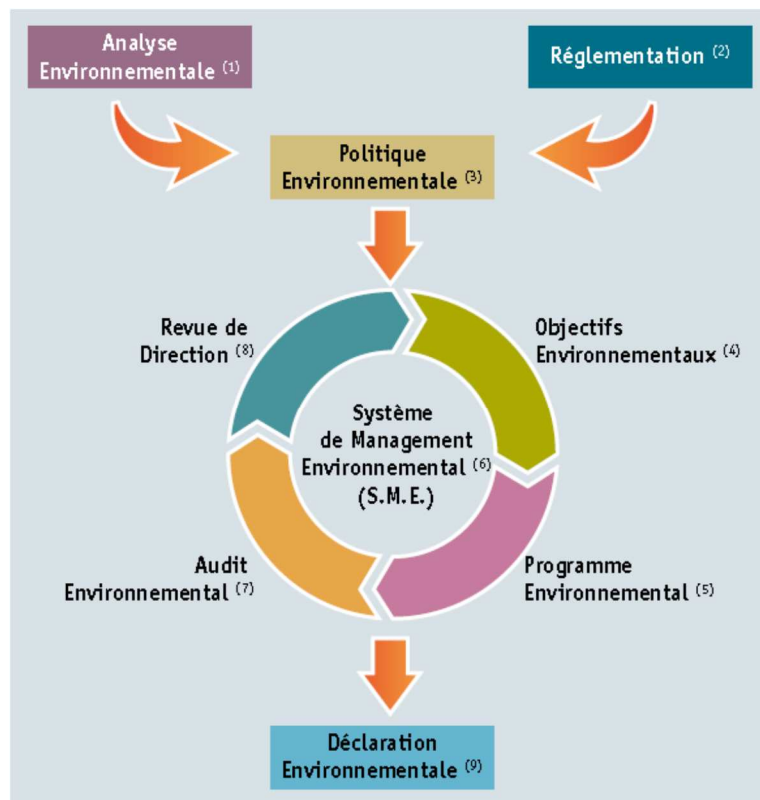 Analyse
Environnementale (1)
Réglementation (2)
Politique
Environnementale (3)
Revue de
Direction (8)
Objectifs
Environnementaux (4)
Système
de Management
Environnemental (6)
(S.M.E.)
Audit
Environnemental (7)
Programme
Environnemental (5)
Déclaration
Environnementale (9)